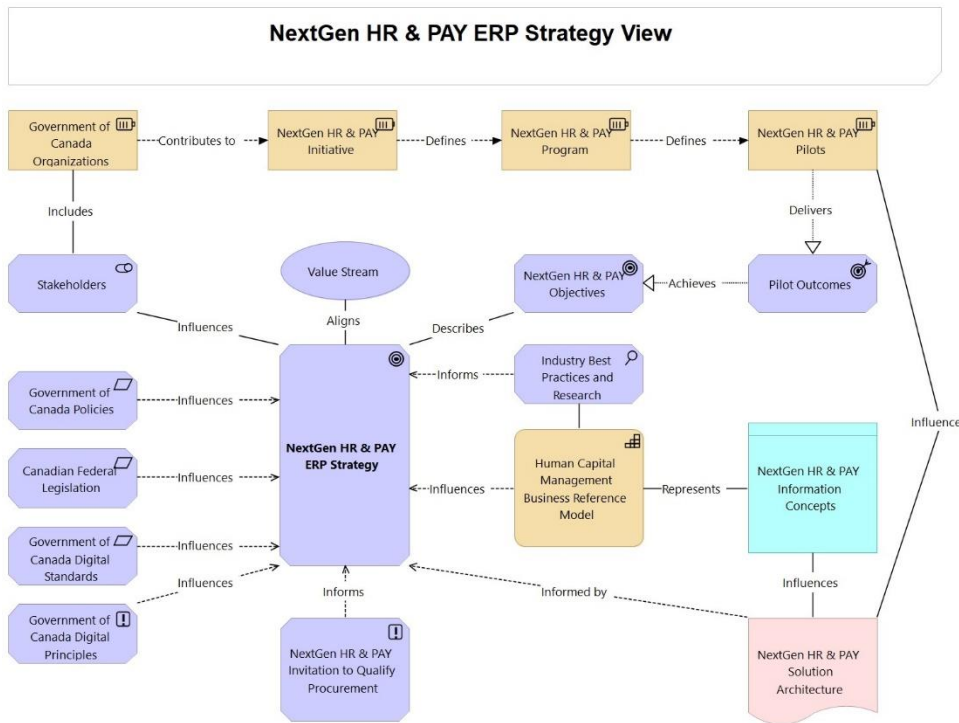 NextGen HR & PAY ERP Strategy View
Government of
Canada
Organizations
Contributes to
NextGen HR & PAY
Initiative
Defines
NextGen HR & PAY
Program
Defines
NextGen HR & PAY
Pilots
Includes
Delivers
Stakeholders
Value Stream
NextGen HR & PAY
Objectives
Achieves
Pilot Outcomes
Influences
Aligns
Describes
Government of
Canada Policies
Influences
Informs
Industry Best
Practices and
Research
Influence
NextGen HR & PAY
ERP Strategy
Canadian Federal
Legislation
Influences
Influences
Human Capital
Management
Business Reference
Model
Represents
NextGen HR & PAY
Information
Concepts
Government of
Canada Digital
Standards
Influences
Influences
Informs
Informed by
Influences
Government of
Canada Digital
Principles
NextGen HR & PAY
Invitation to Qualify
Procurement
NextGen HR & PAY
Solution
Architecture